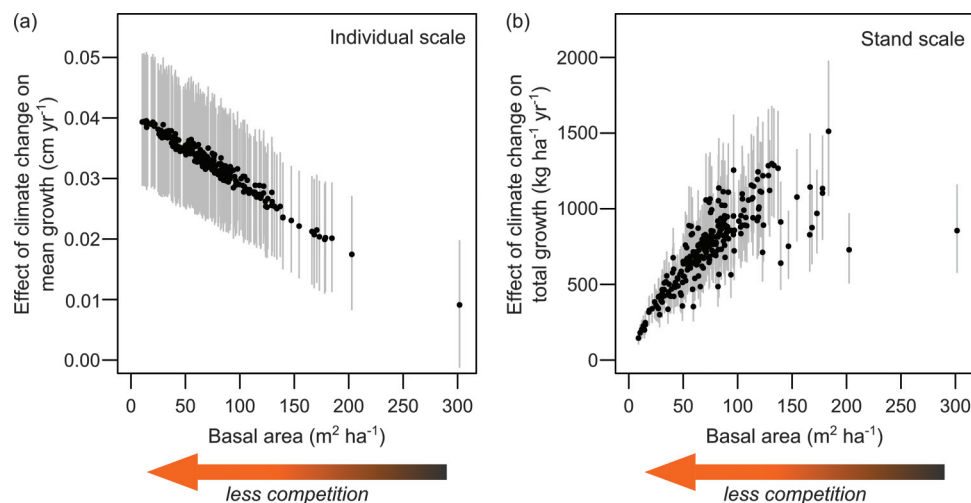 (a)
Individual scale
Effect of climate change on
mean growth (cm yr⁻¹)
0.05
0.04
0.03
0.02
0.01
0.00
0 50 100 150 200 250 300
Basal area (m² ha⁻¹)
less competition
(b)
Stand scale
Effect of climate change on
total growth (kg ha⁻¹ yr⁻¹)
2000
1500
1000
500
0
0 50 100 150 200 250 300
Basal area (m² ha⁻¹)
less competition